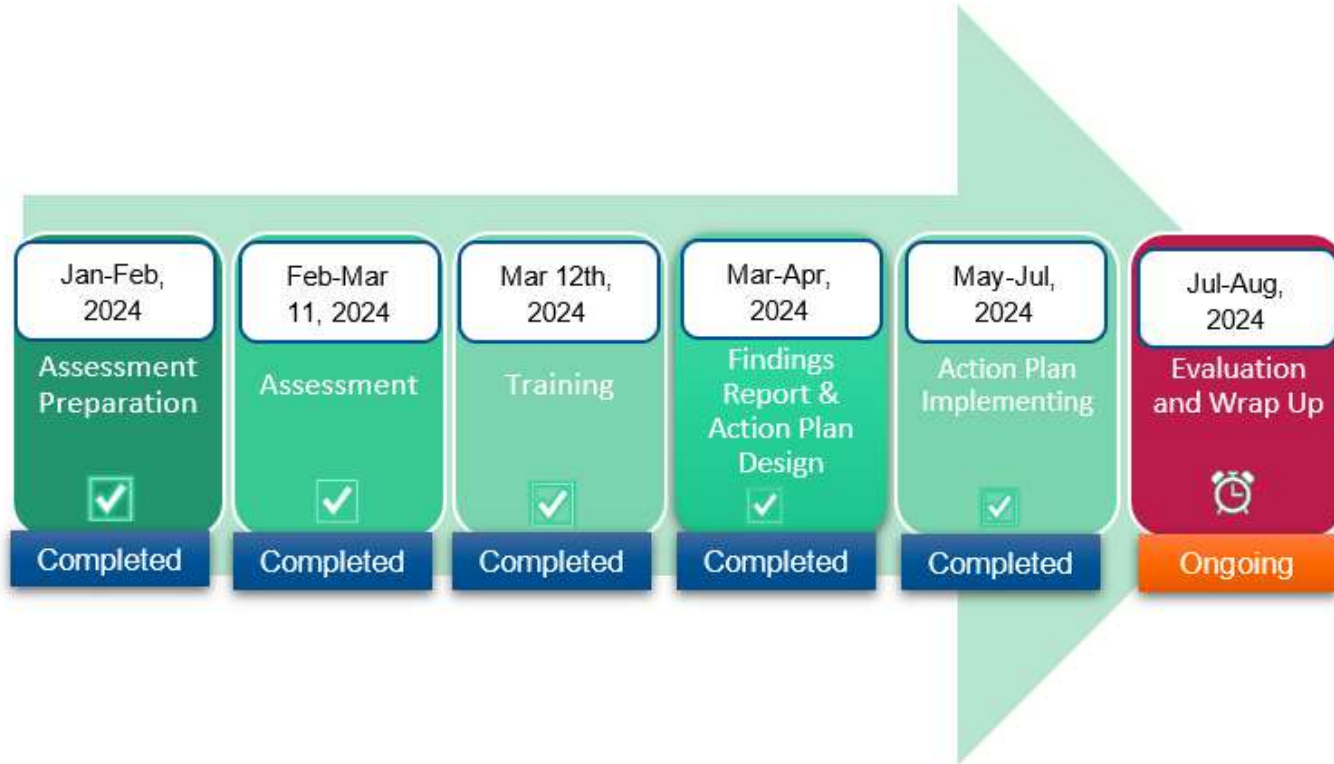 Jan-Feb,
2024
Assessment
Preparation
Completed
Feb-Mar
11, 2024
Assessment
Completed
Mar 12th,
2024
Training
Completed
Mar-Apr,
2024
Findings
Report &
Action Plan
Design
Completed
May-Jul,
2024
Action Plan
Implementing
Completed
Jul-Aug,
2024
Evaluation
and Wrap Up
Ongoing